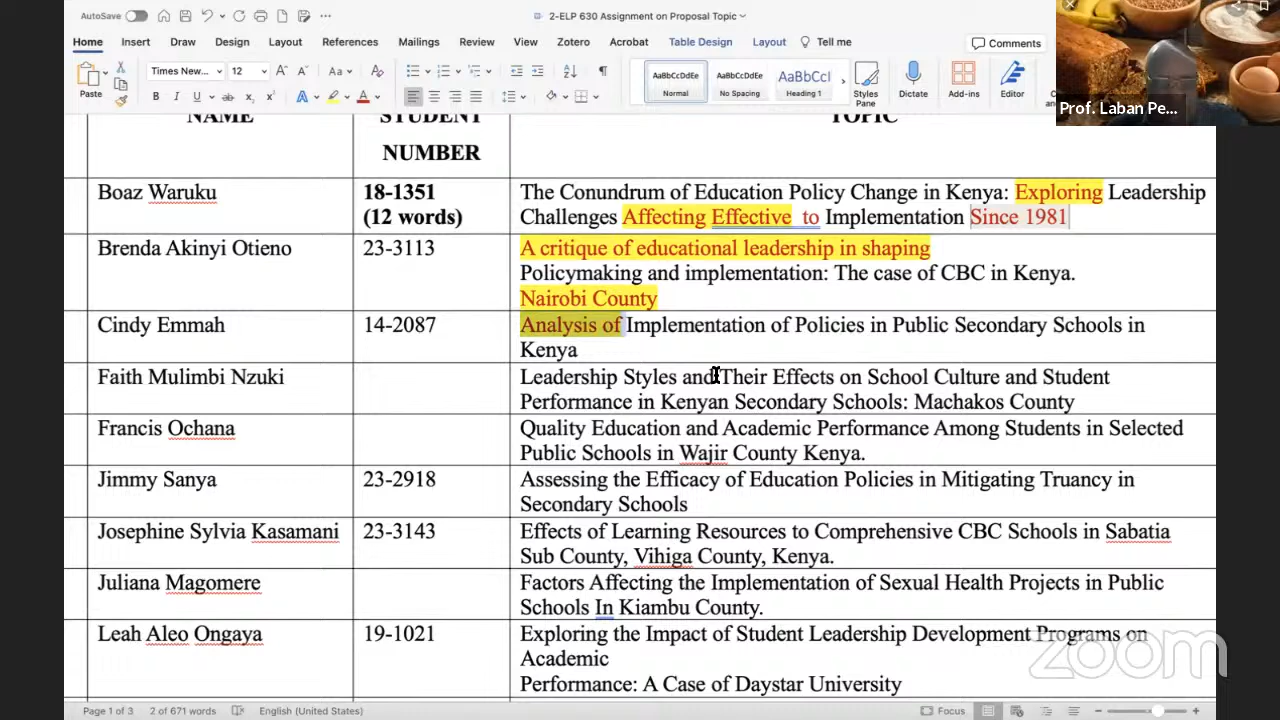 AutoSave
2-ELP 630 Assignment on Proposal Topic
Home Insert Draw Design Layout References Mailings Review View Zotero Acrobat Table Design Layout Tell me
Comments
Times New... 12
Paste
AaBbCcDdEe AaBbCcDdEe AaBbCcI
Normal No Spacing Heading 1
Styles Pane
Dictate
Add-ins
Editor
Prof. Laban Pe...
NAME STUDENT NUMBER TOPIC
Boaz Waruku 18-1351 The Conundrum of Education Policy Change in Kenya: Exploring Leadership
(12 words) Challenges Affecting Effective to Implementation Since 1981
Brenda Akinyi Otieno 23-3113 A critique of educational leadership in shaping
Policymaking and implementation: The case of CBC in Kenya.
Nairobi County
Cindy Emmah 14-2087 Analysis of Implementation of Policies in Public Secondary Schools in
Kenya
Faith Mulimbi Nzuki Leadership Styles and Their Effects on School Culture and Student
Performance in Kenyan Secondary Schools: Machakos County
Francis Ochana Quality Education and Academic Performance Among Students in Selected
Public Schools in Wajir County Kenya.
Jimmy Sanya 23-2918 Assessing the Efficacy of Education Policies in Mitigating Truancy in
Secondary Schools
Josephine Sylvia Kasamani 23-3143 Effects of Learning Resources to Comprehensive CBC Schools in Sabatia
Sub County, Vihiga County, Kenya.
Juliana Magomere Factors Affecting the Implementation of Sexual Health Projects in Public
Schools In Kiambu County.
Leah Aleo Ongaya 19-1021 Exploring the Impact of Student Leadership Development Programs on
Academic
Performance: A Case of Daystar University
zoom
Page 1 of 3 2 of 671 words English (United States) Focus